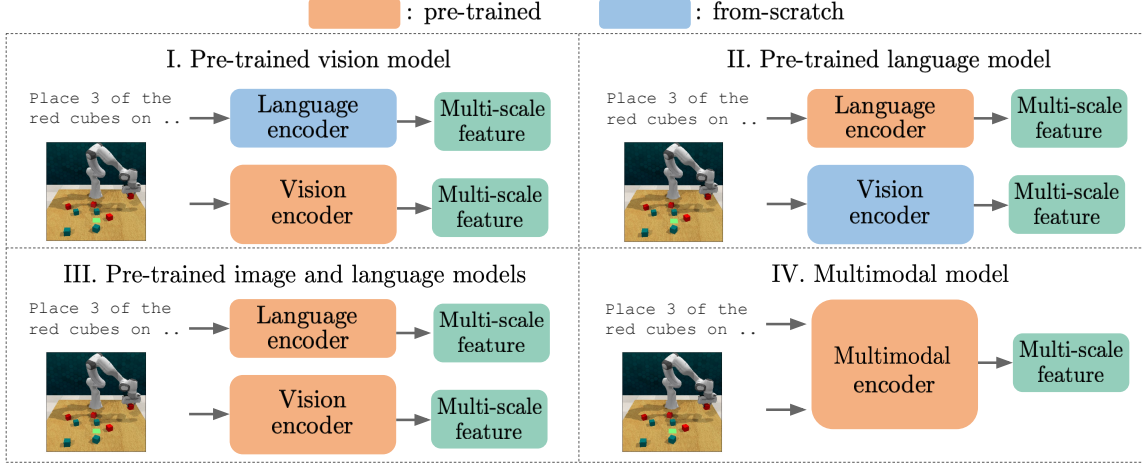 : pre-trained
: from-scratch
I. Pre-trained vision model
Place 3 of the
red cubes on ..
Language
encoder
Multi-scale
feature
Vision
encoder
Multi-scale
feature
II. Pre-trained language model
Place 3 of the
red cubes on ..
Language
encoder
Multi-scale
feature
Vision
encoder
Multi-scale
feature
III. Pre-trained image and language models
Place 3 of the
red cubes on ..
Language
encoder
Multi-scale
feature
Vision
encoder
Multi-scale
feature
IV. Multimodal model
Place 3 of the
red cubes on ..
Multimodal
encoder
Multi-scale
feature